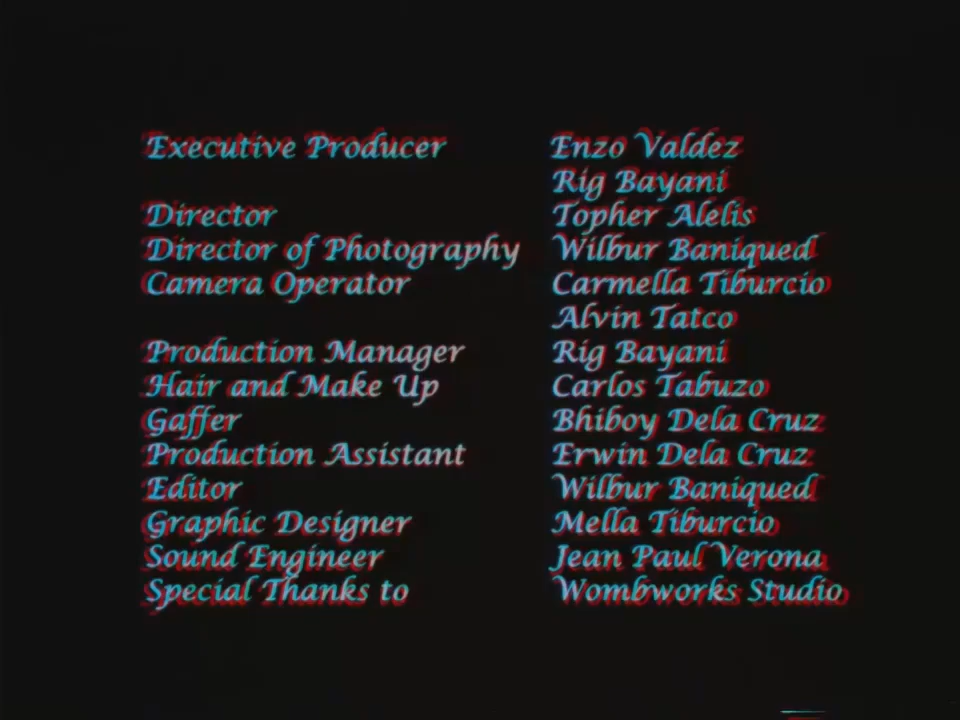 Executive Producer Enzo Valdez
Rig Bayani
Director Topher Alelis
Director of Photography Wilbur Baniqued
Camera Operator Carmella Tiburcio
Alvin Tatco
Production Manager Rig Bayani
Hair and Make Up Carlos Tabuzo
Gaffer Bhiboy Dela Cruz
Production Assistant Erwin Dela Cruz
Editor Wilbur Baniqued
Graphic Designer Mella Tiburcio
Sound Engineer Jean Paul Verona
Special Thanks to Wombworks Studio